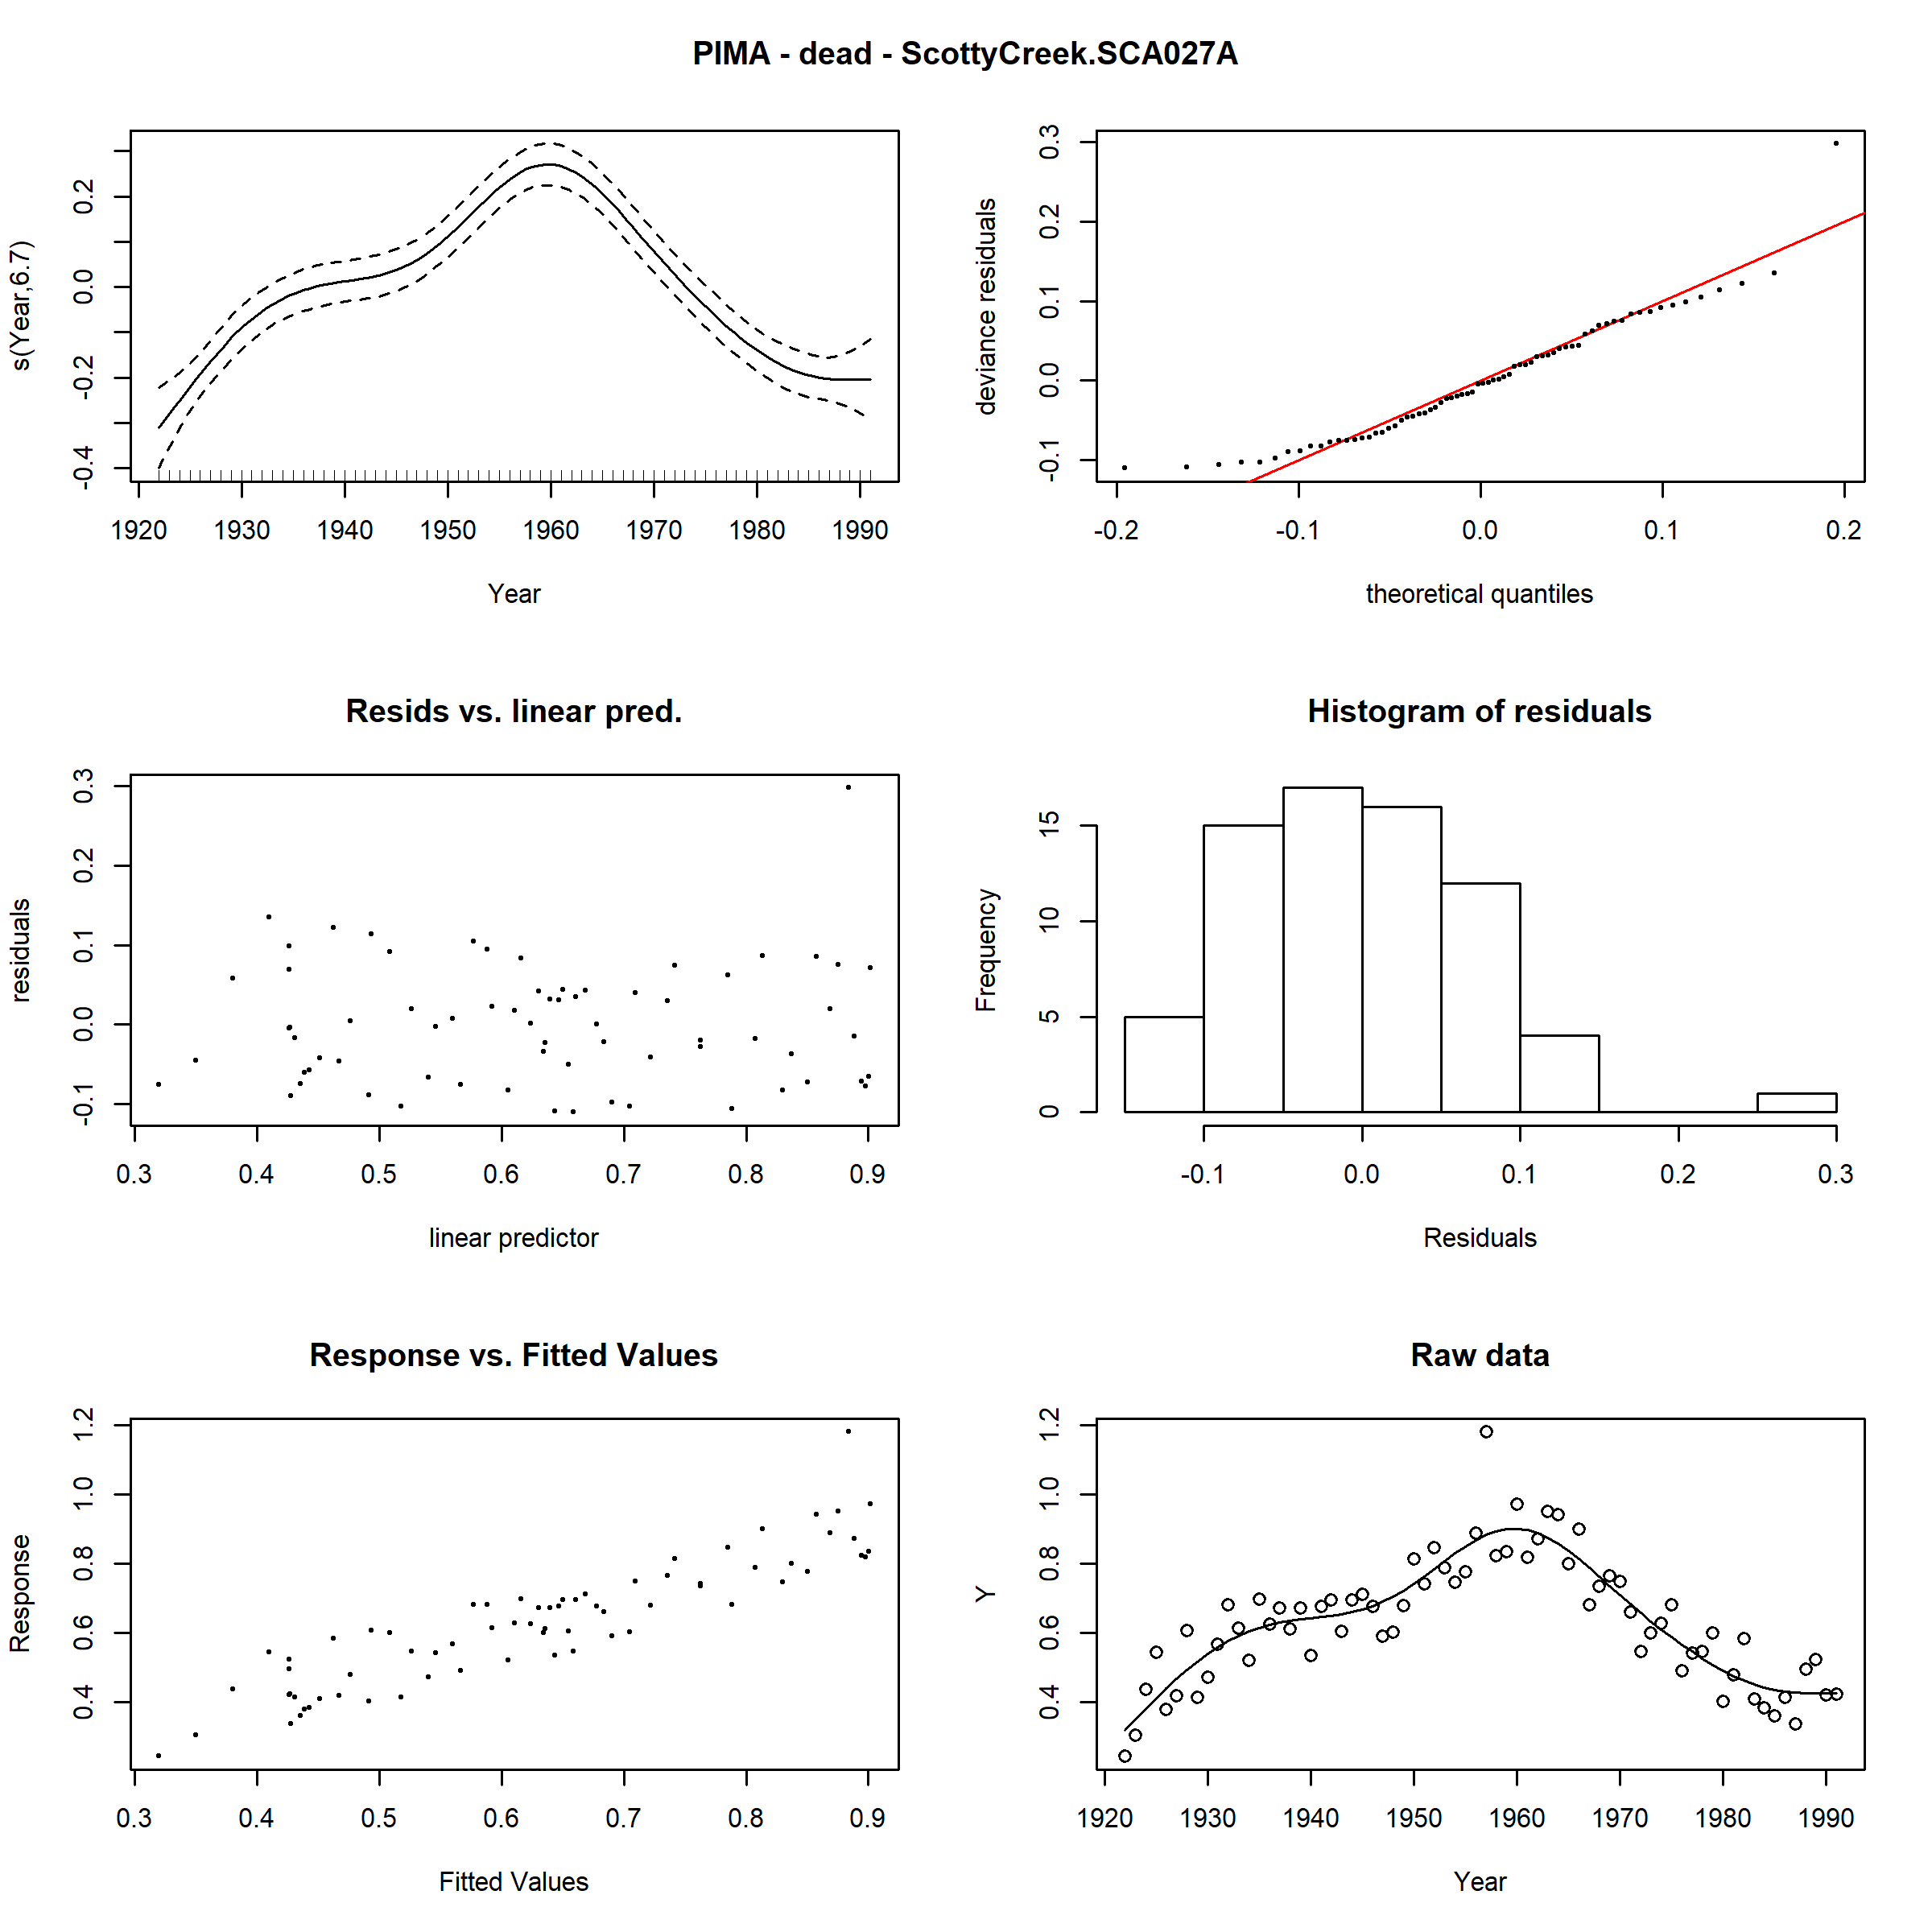 PIMA - dead - ScottyCreek.SCA027A
s(Year,6.7)
-0.4 -0.2 0.0 0.2
1920 1930 1940 1950 1960 1970 1980 1990
Year
deviance residuals
-0.1 0.0 0.1 0.2 0.3
-0.2 -0.1 0.0 0.1 0.2
theoretical quantiles
Resids vs. linear pred.
residuals
-0.1 0.0 0.1 0.2 0.3
0.3 0.4 0.5 0.6 0.7 0.8 0.9
linear predictor
Histogram of residuals
Frequency
0 5 10 15
-0.1 0.0 0.1 0.2 0.3
Residuals
Response vs. Fitted Values
Response
0.4 0.6 0.8 1.0 1.2
0.3 0.4 0.5 0.6 0.7 0.8 0.9
Fitted Values
Raw data
Y
0.4 0.6 0.8 1.0 1.2
1920 1930 1940 1950 1960 1970 1980 1990
Year